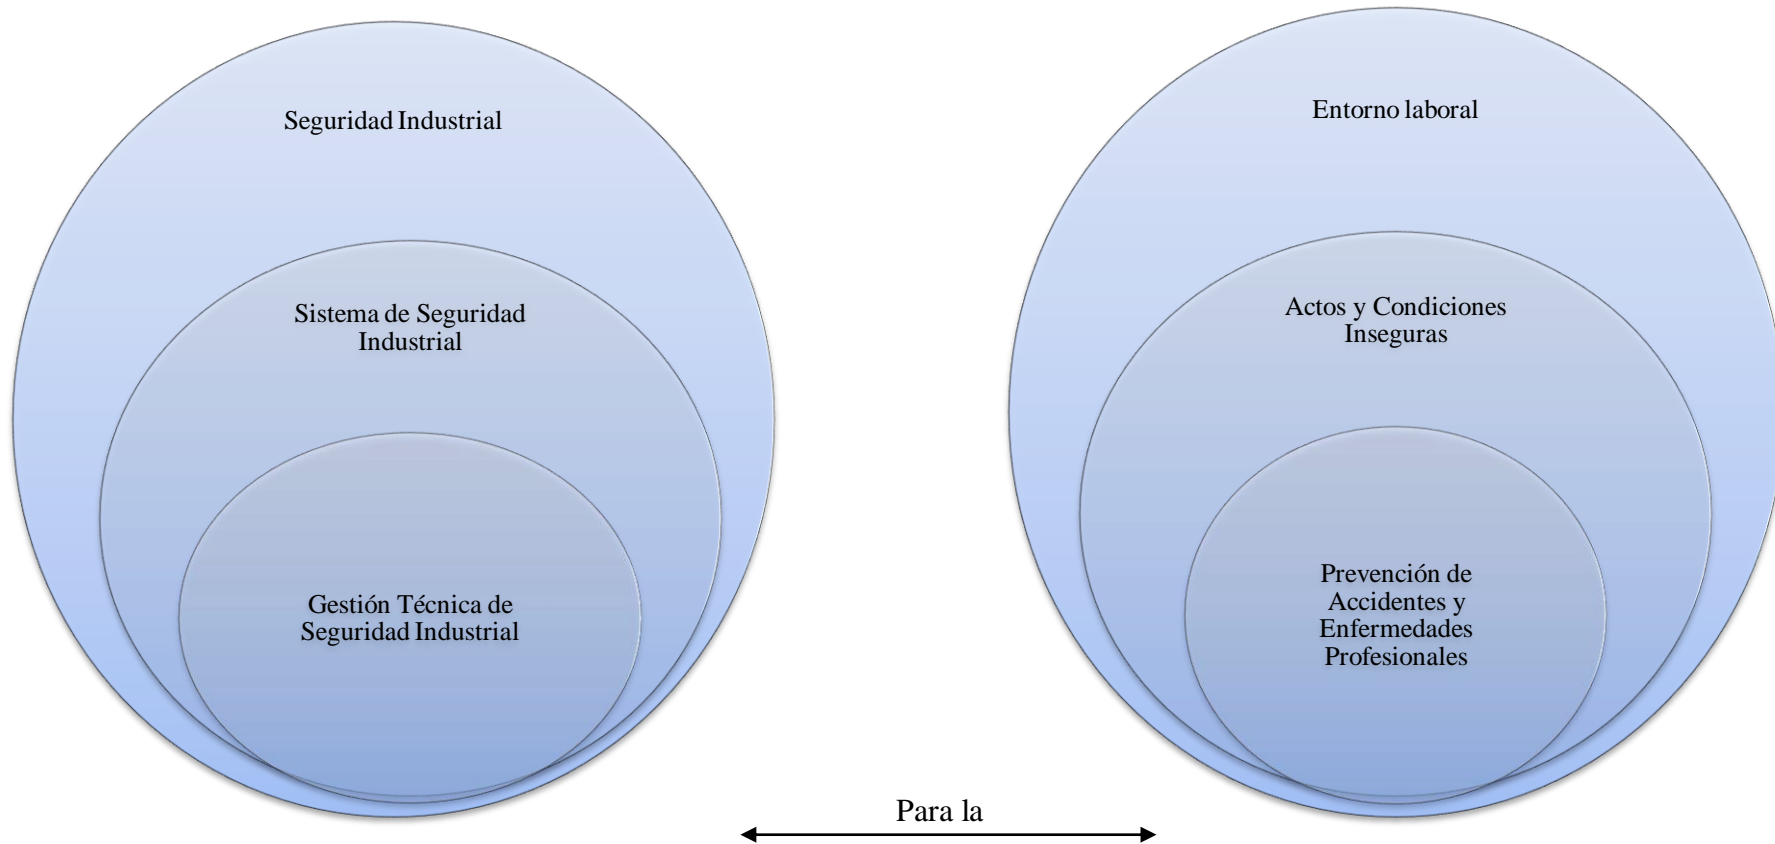 Seguridad Industrial
Sistema de Seguridad
Industrial
Gestión Técnica de
Seguridad Industrial
Entorno laboral
Actos y Condiciones
Inseguras
Prevención de
Accidentes y
Enfermedades
Profesionales
Para la